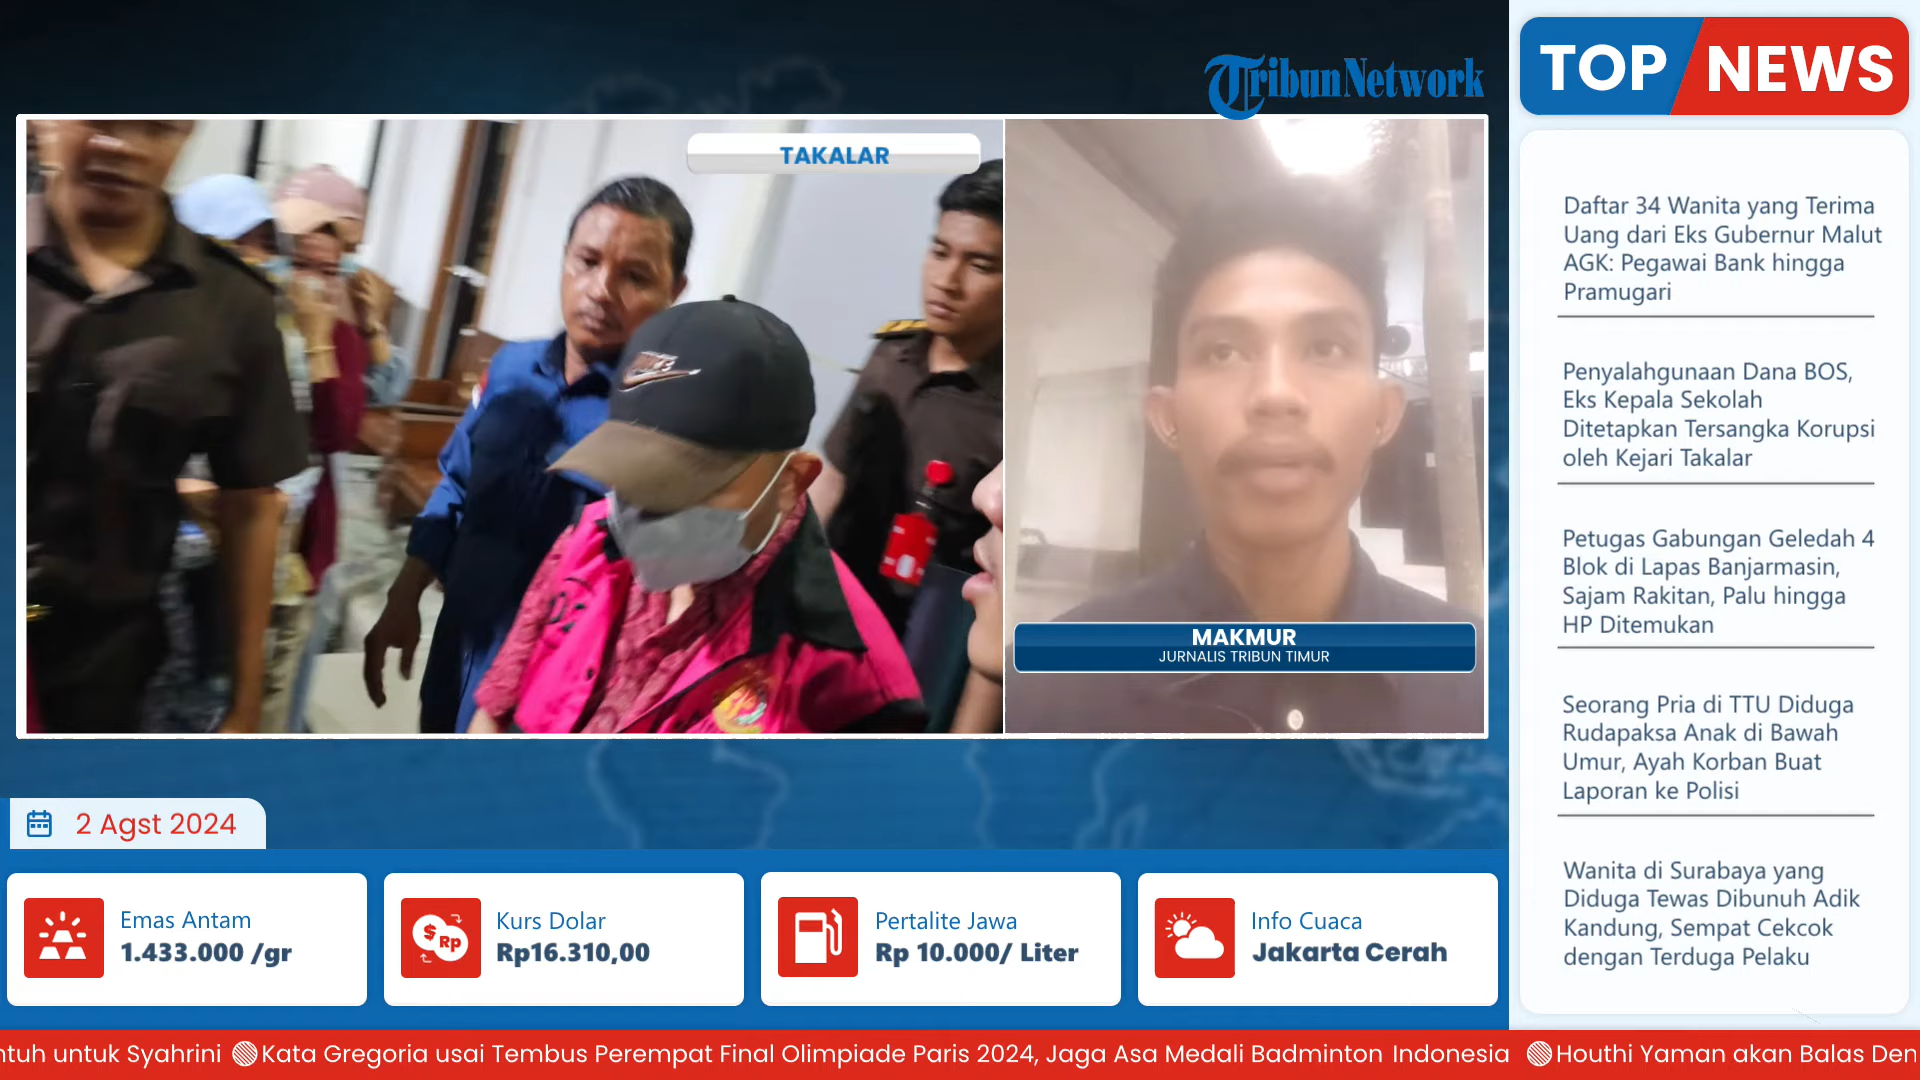 TribunNetwork
TAKALAR
MAKMUR
JURNALIS TRIBUN TIMUR
TOP NEWS
Daftar 34 Wanita yang Terima
Uang dari Eks Gubernur Malut
AGK: Pegawai Bank hingga
Pramugari
Penyalahgunaan Dana BOS,
Eks Kepala Sekolah
Ditetapkan Tersangka Korupsi
oleh Kejari Takalar
Petugas Gabungan Geledah 4
Blok di Lapas Banjarmasin,
Sajam Rakitan, Palu hingga
HP Ditemukan
Seorang Pria di TTU Diduga
Rudapaksa Anak di Bawah
Umur, Ayah Korban Buat
Laporan ke Polisi
Wanita di Surabaya yang
Diduga Tewas Dibunuh Adik
Kandung, Sempat Cekcok
dengan Terduga Pelaku
2 Agst 2024
Emas Antam
1.433.000 /gr
$ Rp
Kurs Dolar
Rp16.310,00
Pertalite Jawa
Rp 10.000/ Liter
Info Cuaca
Jakarta Cerah
ntuh untuk Syahrini Kata Gregoria usai Tembus Perempat Final Olimpiade Paris 2024, Jaga Asa Medali Badminton Indonesia Houthi Yaman akan Balas Den